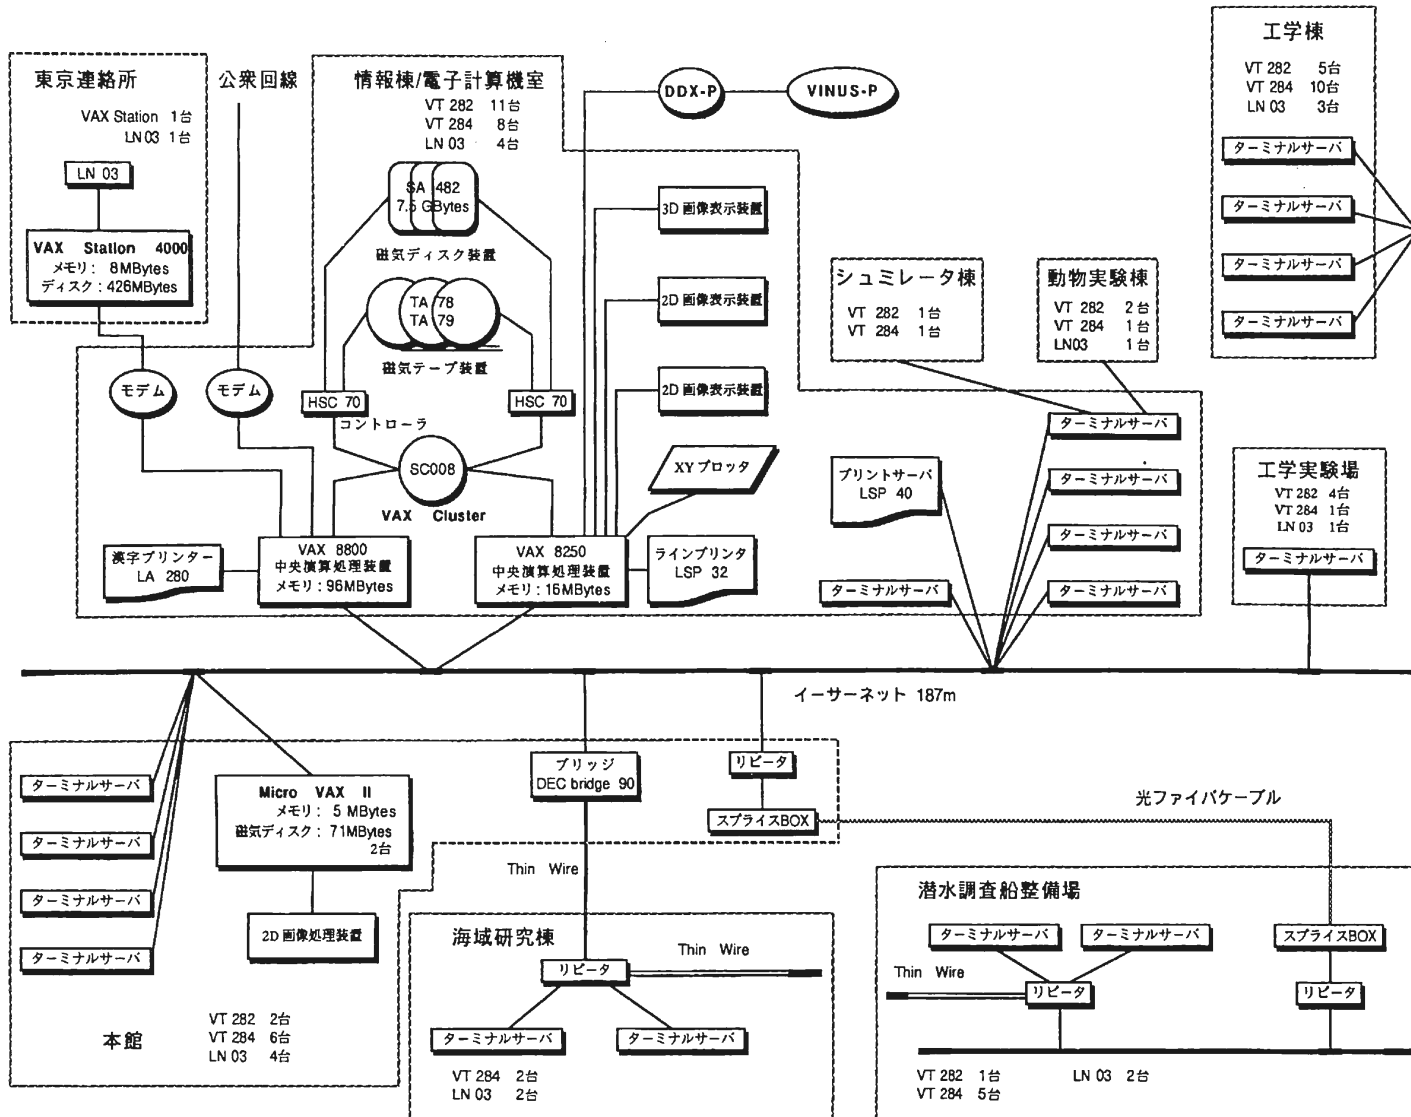 東京連絡所
VAX Station 1台
LN 03 1台
LN 03
VAX Station 4000
メモリ： 8MBytes
ディスク：426MBytes
公衆回線
モデム
モデム
情報棟/電子計算機室
VT 282 11台
VT 284 8台
LN 03 4台
SA 482
7.5 GBytes
磁気ディスク装置
TA 78
TA 79
磁気テープ装置
HSC 70
HSC 70
コントローラ
SC008
VAX Cluster
DDX-P
VINUS-P
3D 画像表示装置
2D 画像表示装置
2D 画像表示装置
XYプロッタ
漢字プリンター
LA 280
VAX 8800
中央演算処理装置
メモリ：96MBytes
VAX 8250
中央演算処理装置
メモリ：16MBytes
ラインプリンタ
LSP 32
シュミレータ棟
VT 282 1台
VT 284 1台
動物実験棟
VT 282 2台
VT 284 1台
LN03 1台
プリントサーバ
LSP 40
ターミナルサーバ
ターミナルサーバ
ターミナルサーバ
ターミナルサーバ
ターミナルサーバ
工学棟
VT 282 5台
VT 284 10台
LN 03 3台
ターミナルサーバ
ターミナルサーバ
ターミナルサーバ
ターミナルサーバ
工学実験場
VT 282 4台
VT 284 1台
LN 03 1台
ターミナルサーバ
イーサーネット 187m
ターミナルサーバ
ターミナルサーバ
ターミナルサーバ
ターミナルサーバ
Micro VAX II
メモリ： 5 MBytes
磁気ディスク： 71MBytes
2台
2D 画像処理装置
本館
VT 282 2台
VT 284 6台
LN 03 4台
ブリッジ
DEC bridge 90
リピータ
スプライスBOX
Thin Wire
海域研究棟
Thin Wire
リピータ
ターミナルサーバ
ターミナルサーバ
VT 284 2台
LN 03 2台
光ファイバケーブル
潜水調査船整備場
ターミナルサーバ
ターミナルサーバ
スプライスBOX
Thin Wire
リピータ
リピータ
VT 282 1台
VT 284 5台
LN 03 2台